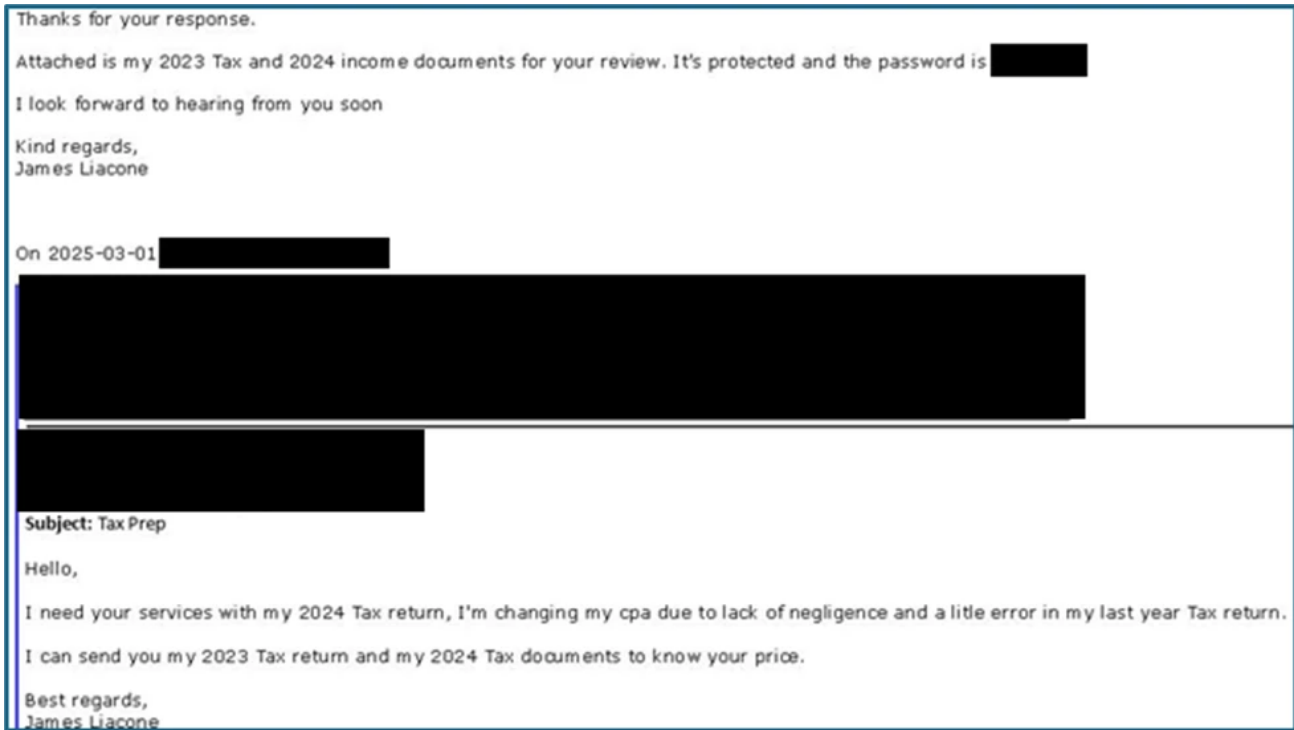 Thanks for your response.
Attached is my 2023 Tax and 2024 income documents for your review. It's protected and the password is
I look forward to hearing from you soon
Kind regards,
James Liacone
On 2025-03-01
Subject: Tax Prep
Hello,
I need your services with my 2024 Tax return, I'm changing my cpa due to lack of negligence and a litle error in my last year Tax return.
I can send you my 2023 Tax return and my 2024 Tax documents to know your price.
Best regards,
James Liacone